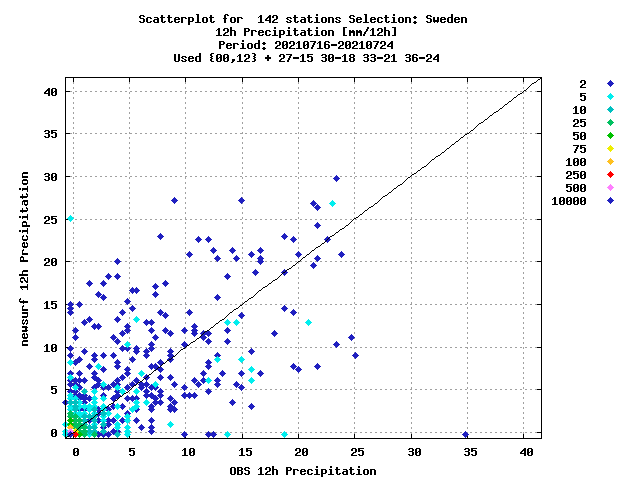 Scatterplot for  142 stations Selection: Sweden
12h Precipitation [mm/12h]
Period: 20210716-20210724
Used {00,12} + 27-15 30-18 33-21 36-24
2
5
10
25
50
75
100
250
500
10000
newsurf 12h Precipitation
40
35
30
25
20
15
10
5
0
0 5 10 15 20 25 30 35 40
OBS 12h Precipitation